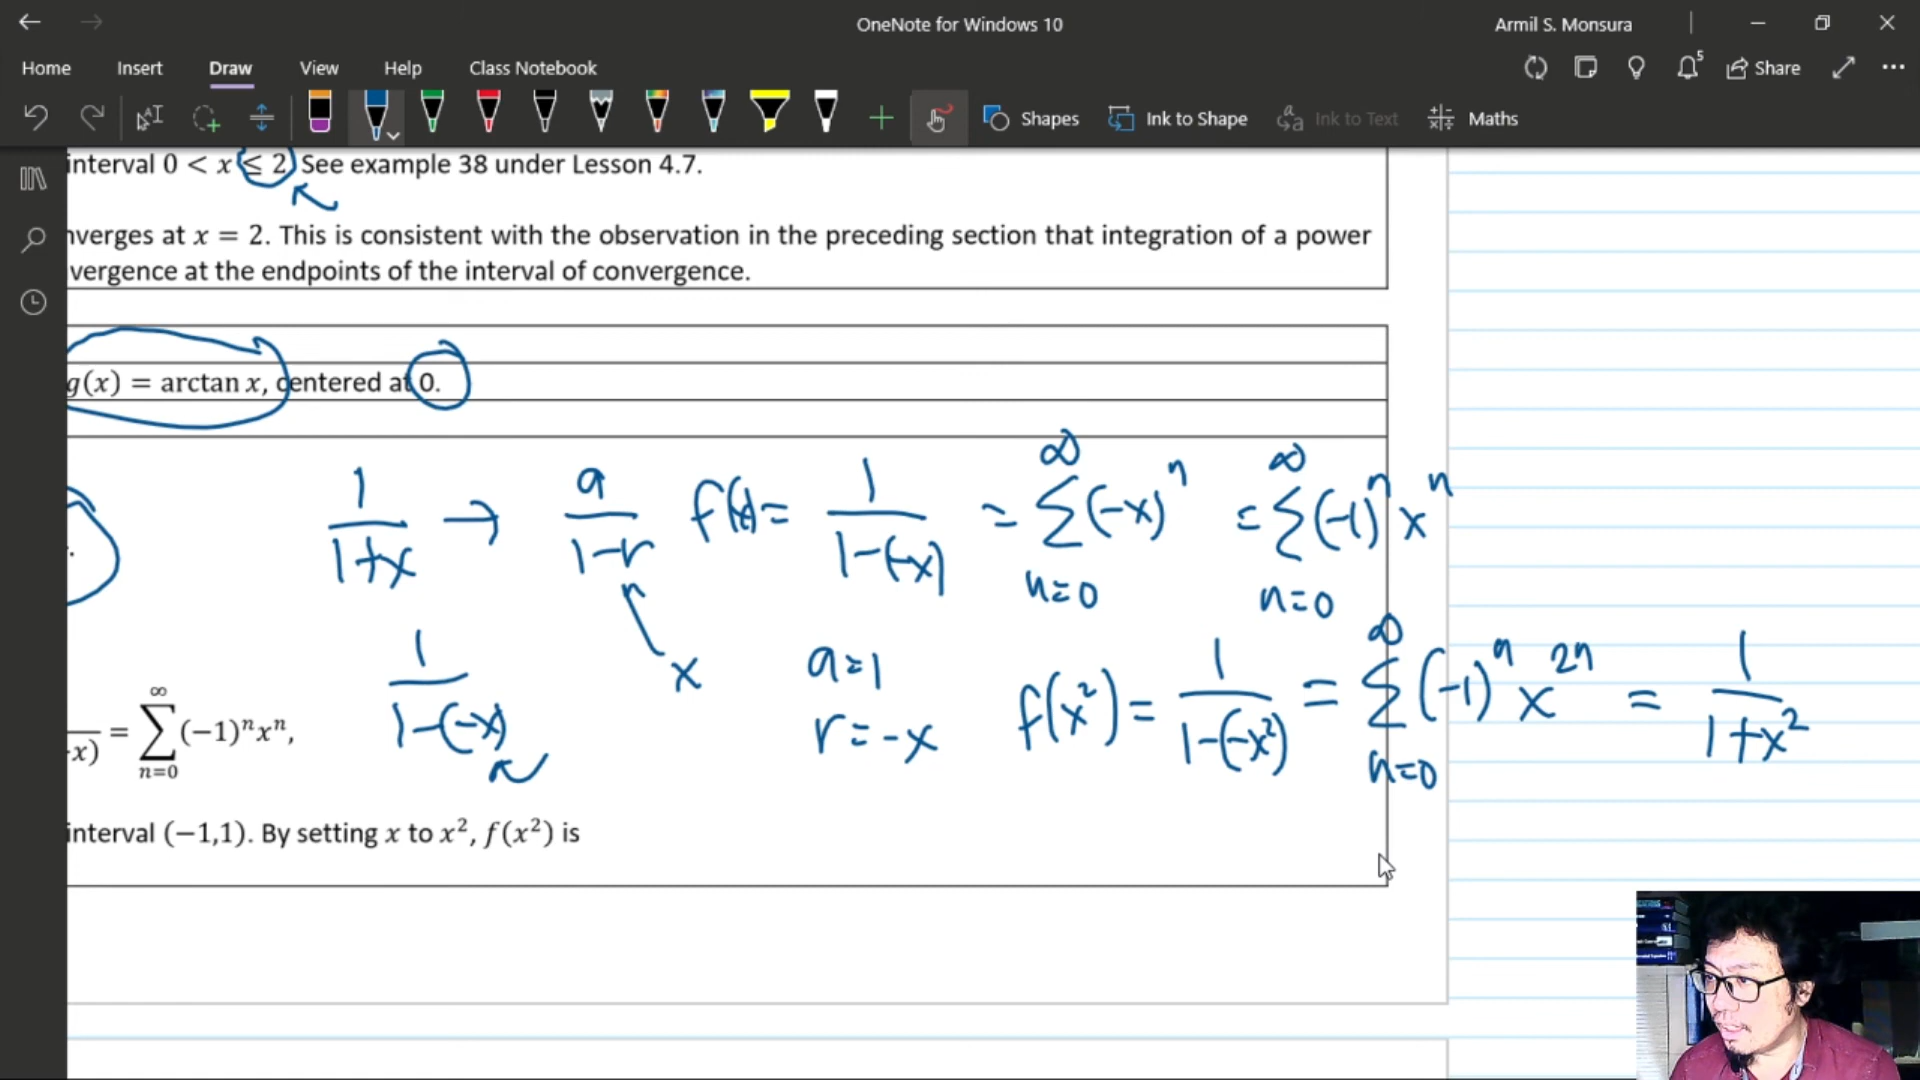 OneNote for Windows 10
Armil S. Monsura
Home Insert Draw View Help Class Notebook
5 Share
Shapes Ink to Shape Ink to Text Maths
interval 0 < x ≤ 2. See example 38 under Lesson 4.7.
nverges at x = 2. This is consistent with the observation in the preceding section that integration of a power
vergence at the endpoints of the interval of convergence.
g(x) = arctan x, centered at 0.
1/(1+x) → a/(1-r) f(x) = 1/(1-(-x)) = ∑_{n=0}^{∞} (-x)^n = ∑_{n=0}^{∞} (-1)^n x^n
x
1/(1-(-x))
a=1
r=-x
f(x²) = 1/(1-(-x²)) = ∑_{n=0}^{∞} (-1)^n x^{2n} = 1/(1+x²)
x) = ∑_{n=0}^{∞} (−1)^n x^n,
interval (−1,1). By setting x to x², f(x²) is